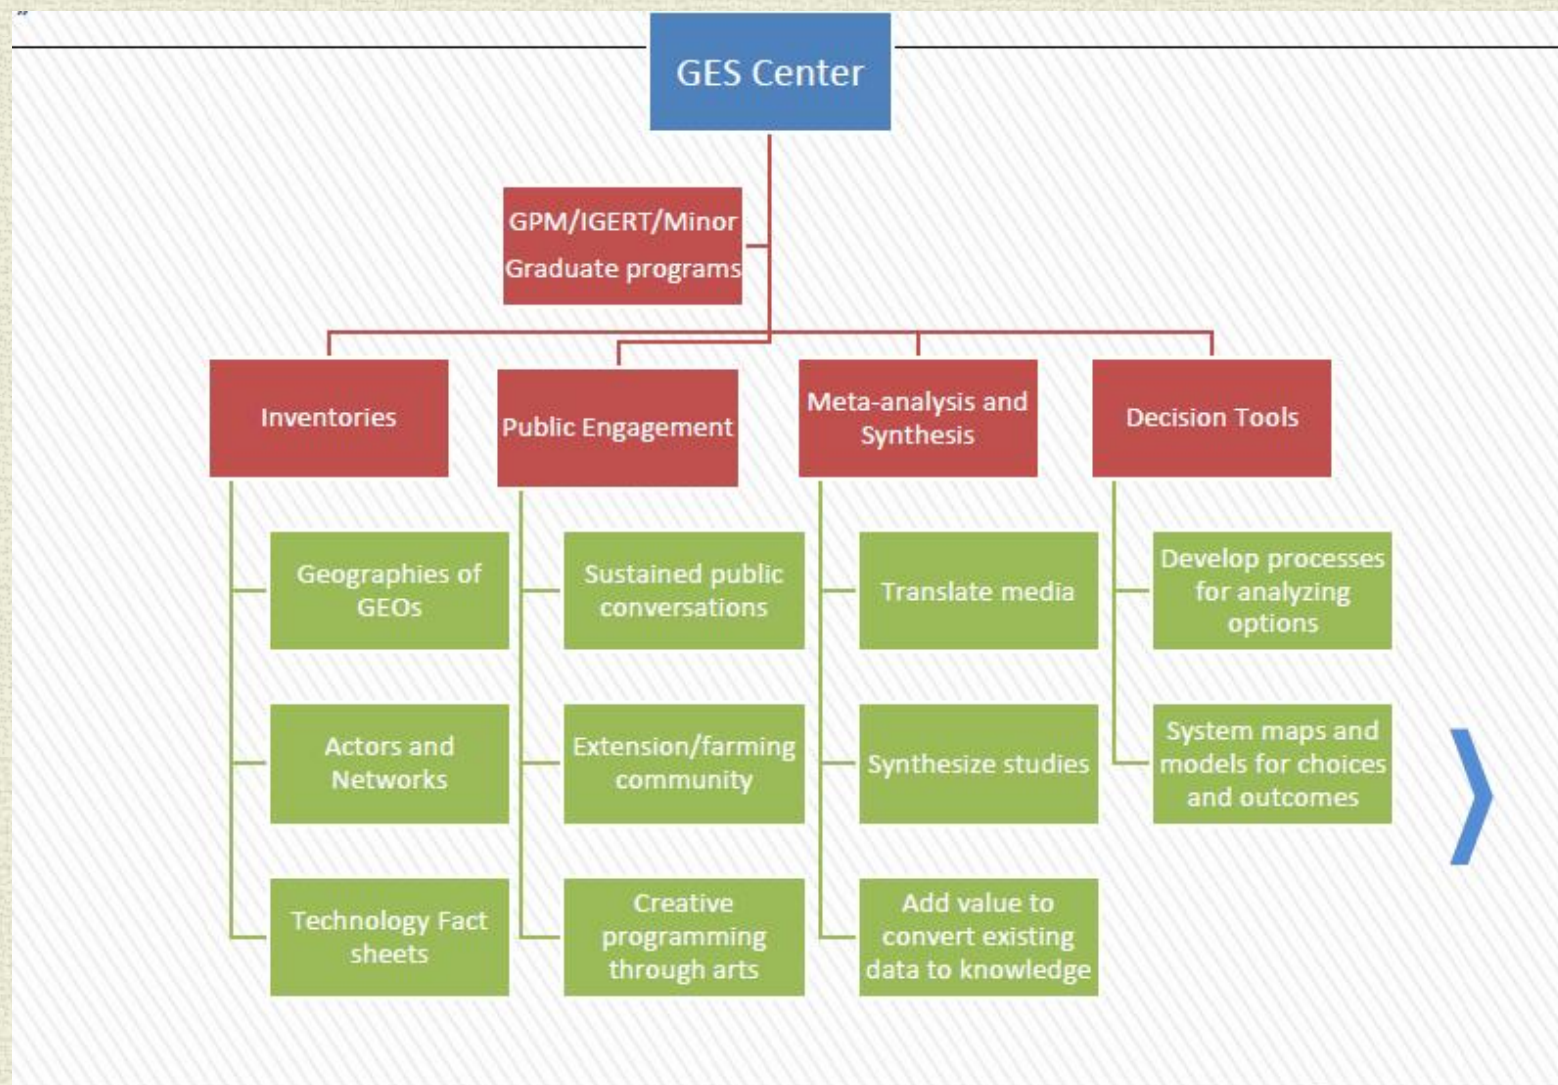 GES Center
GPM/IGERT/Minor
Graduate programs
Inventories
Public Engagement
Meta-analysis and
Synthesis
Decision Tools
Geographies of
GEOs
Actors and
Networks
Technology Fact
sheets
Sustained public
conversations
Extension/farming
community
Creative
programming
through arts
Translate media
Synthesize studies
Add value to
convert existing
data to knowledge
Develop processes
for analyzing
options
System maps and
models for choices
and outcomes